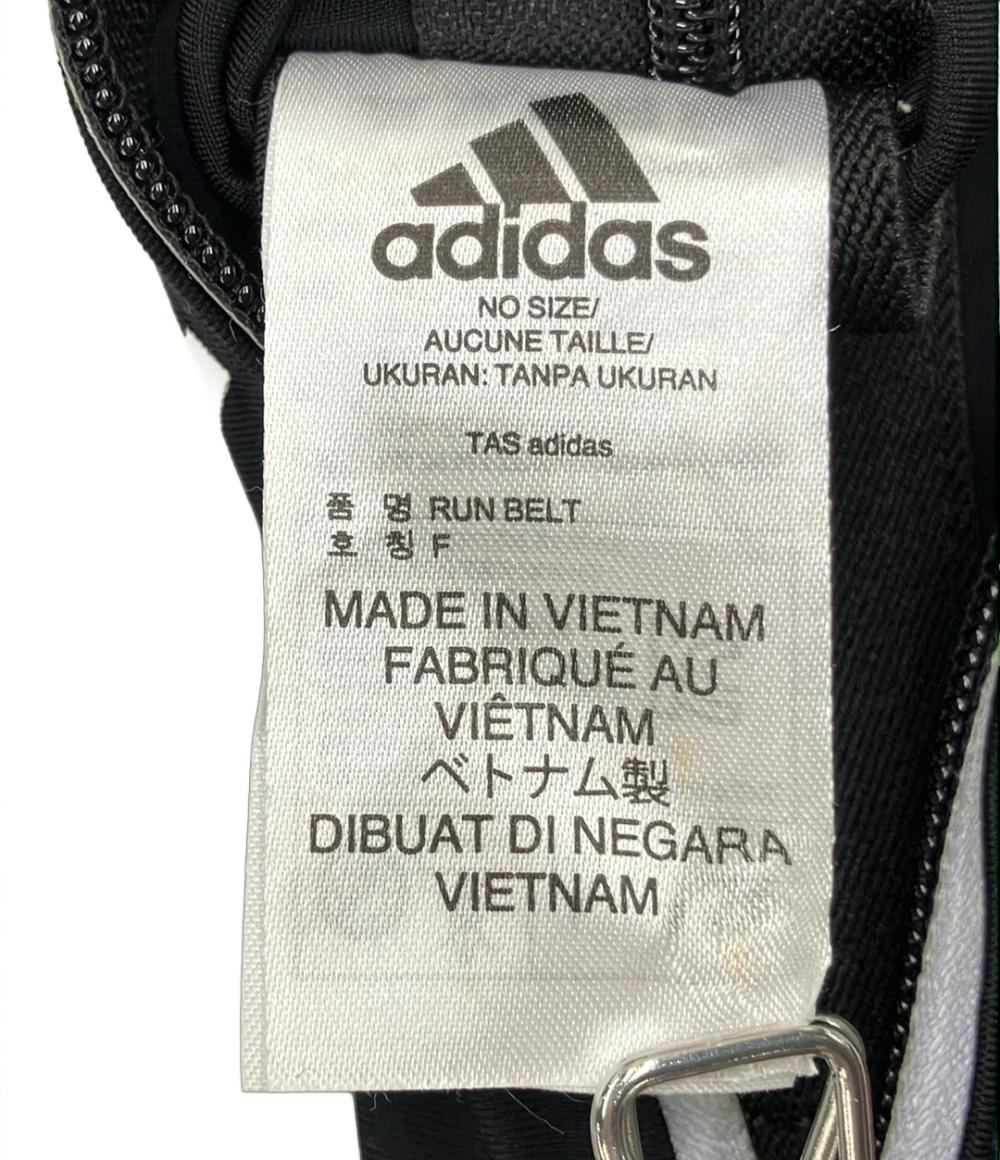 adidas
NO SIZE/
AUCUNE TAILLE/
UKURAN: TANPA UKURAN
TAS adidas
품 명 RUN BELT
호 칭 F
MADE IN VIETNAM
FABRIQUÉ AU
VIÊTNAM
ベトナム製
DIBUAT DI NEGARA
VIETNAM